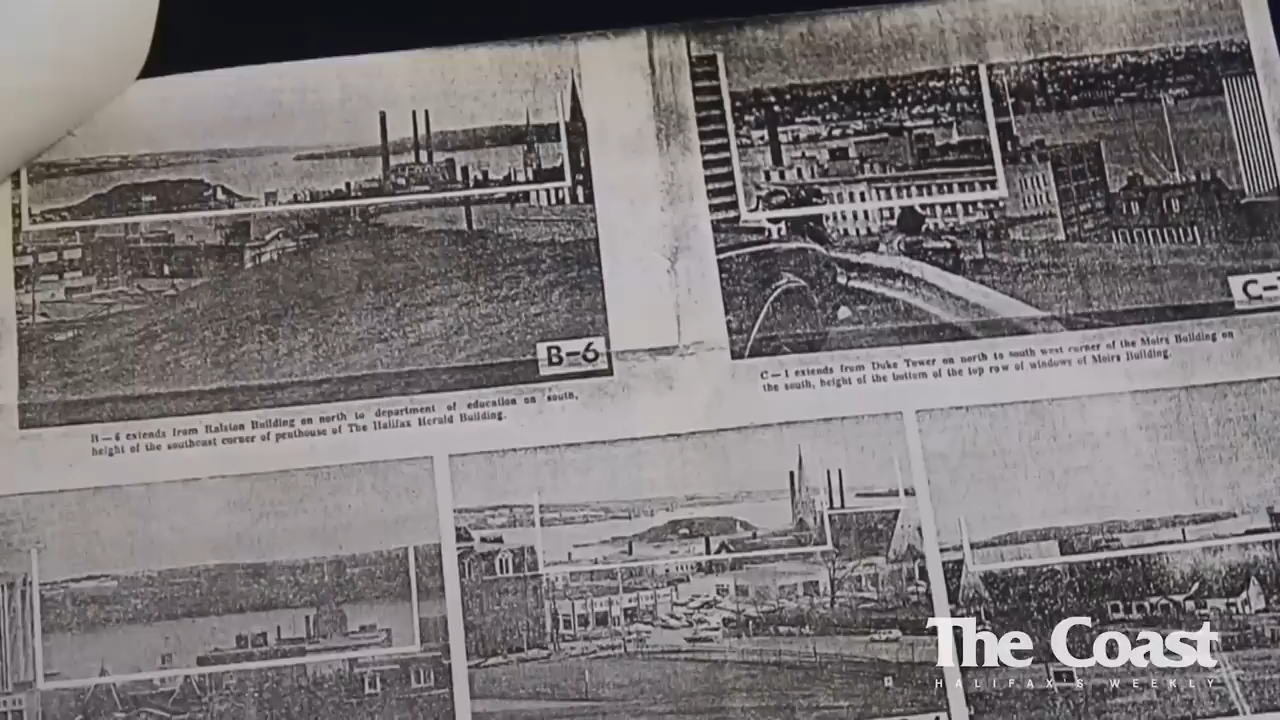 B-6
C-
B—6 extends from Ralston Building on north to department of education on south,
height of the southeast corner of penthouse of The Halifax Herald Building.
C—1 extends from Duke Tower on north to south west corner of the Moirs Building on
the south, height of the bottom of the top row of windows of Moirs Building.
The Coast
HALIFAX'S WEEKLY